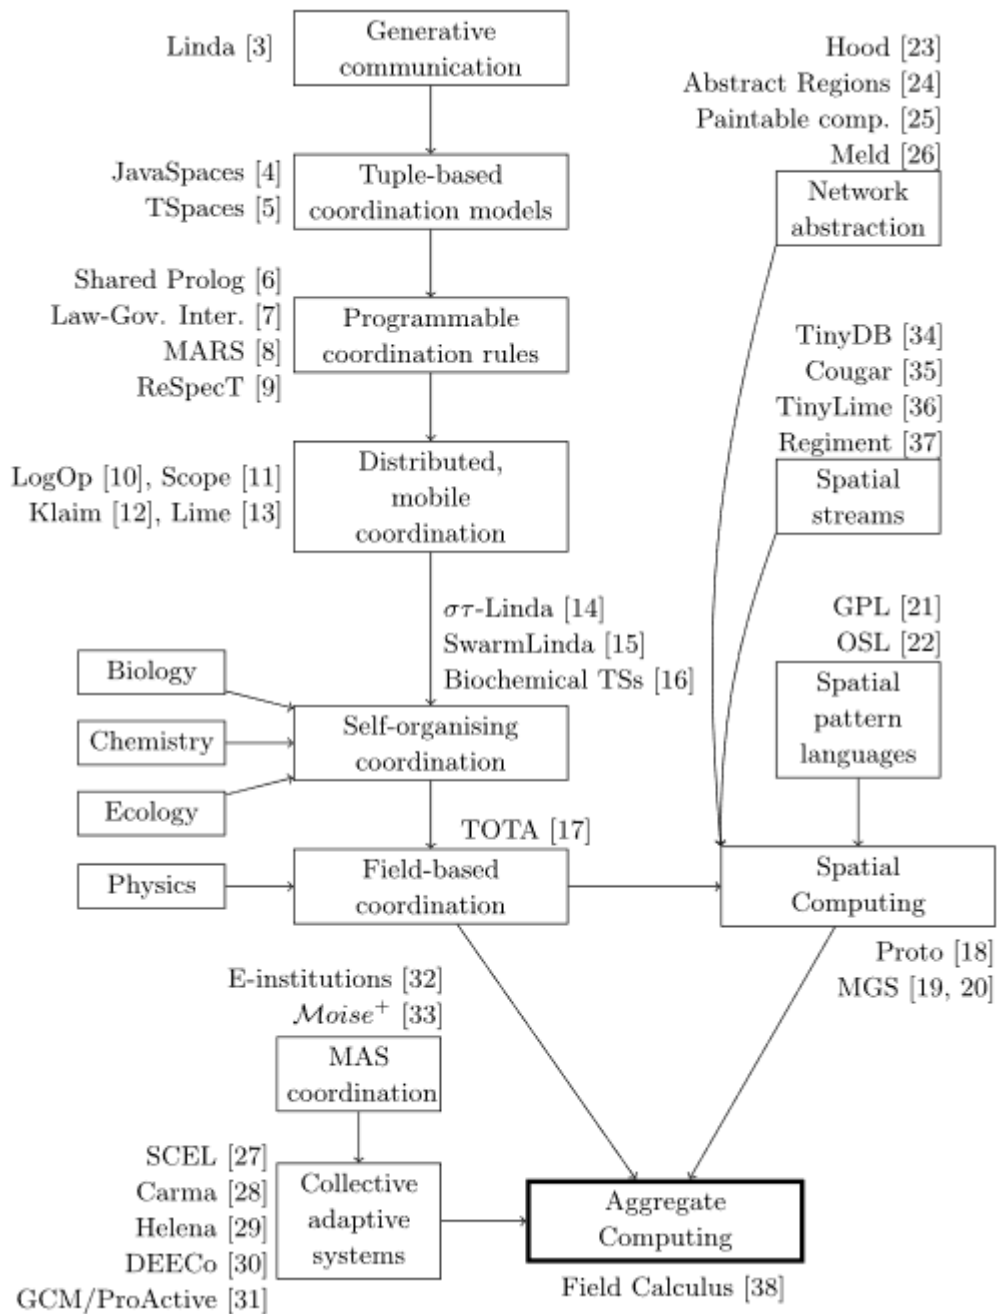 Linda [3]
Generative
communication
JavaSpaces [4]
TSpaces [5]
Tuple-based
coordination models
Shared Prolog [6]
Law-Gov. Inter. [7]
MARS [8]
ReSpecT [9]
Programmable
coordination rules
LogOp [10], Scope [11]
Klaim [12], Lime [13]
Distributed,
mobile
coordination
στ-Linda [14]
SwarmLinda [15]
Biochemical TSs [16]
Biology
Chemistry
Ecology
Self-organising
coordination
TOTA [17]
Physics
Field-based
coordination
Hood [23]
Abstract Regions [24]
Paintable comp. [25]
Meld [26]
Network
abstraction
TinyDB [34]
Cougar [35]
TinyLime [36]
Regiment [37]
Spatial
streams
GPL [21]
OSL [22]
Spatial
pattern
languages
Spatial
Computing
Proto [18]
MGS [19, 20]
E-institutions [32]
Moise+ [33]
MAS
coordination
SCEL [27]
Carma [28]
Helena [29]
DEECo [30]
GCM/ProActive [31]
Collective
adaptive
systems
Aggregate
Computing
Field Calculus [38]